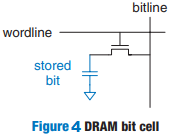 bitline
wordline
stored
bit
Figure 4 DRAM bit cell